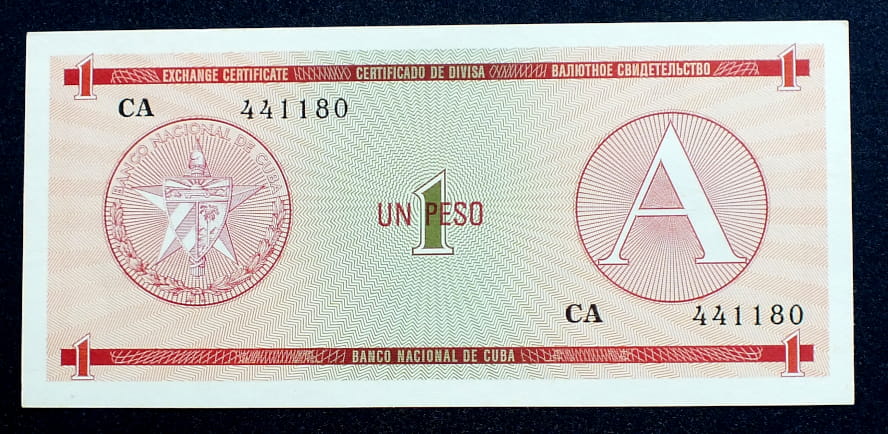 1 EXCHANGE CERTIFICATE CERTIFICADO DE DIVISA ВАЛЮТНОЕ СВИДЕТЕЛЬСТВО 1
CA 441180
BANCO NACIONAL DE CUBA
A
UN PESO
1
CA 441180
1 BANCO NACIONAL DE CUBA 1